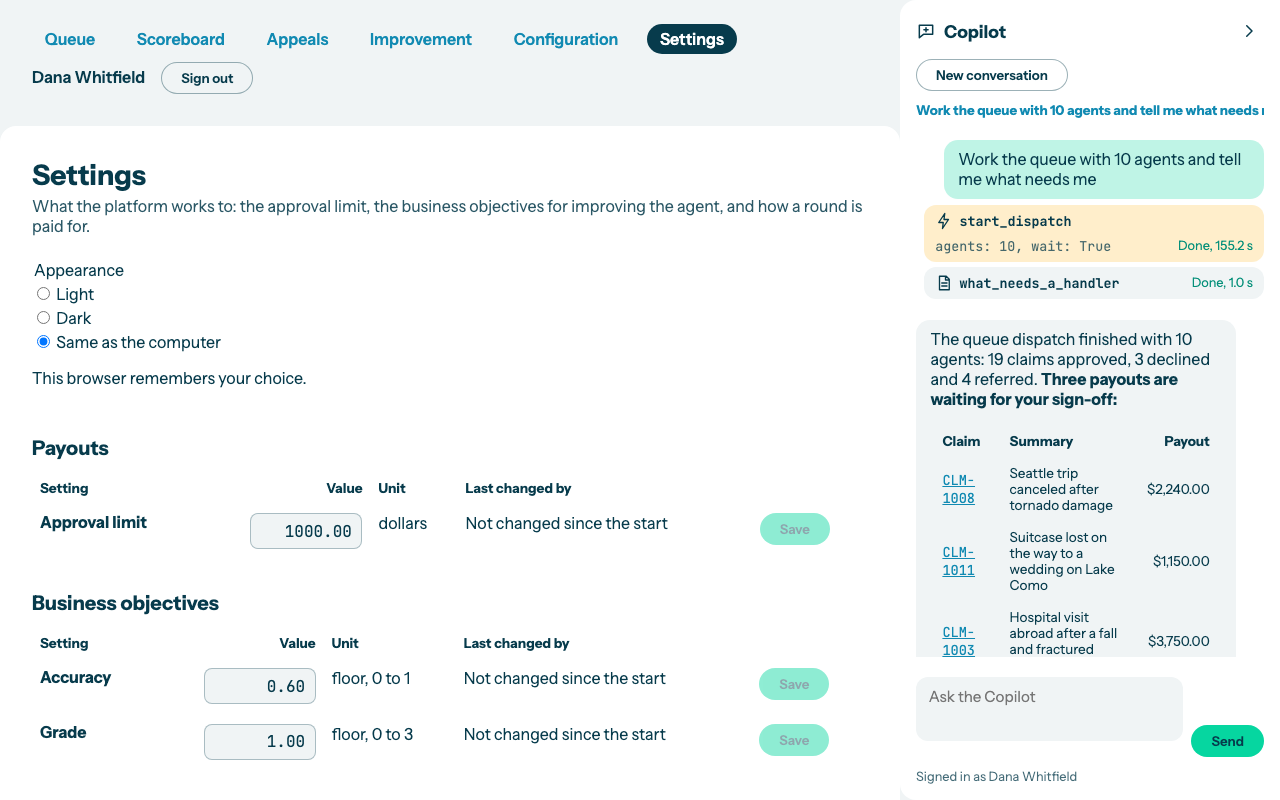 Queue Scoreboard Appeals Improvement Configuration Settings
Dana Whitfield Sign out
Settings
What the platform works to: the approval limit, the business objectives for improving the agent, and how a round is
paid for.
Appearance
Light
Dark
Same as the computer
This browser remembers your choice.
Payouts
Setting Value Unit Last changed by
Approval limit 1000.00 dollars Not changed since the start Save
Business objectives
Setting Value Unit Last changed by
Accuracy 0.60 floor, 0 to 1 Not changed since the start Save
Grade 1.00 floor, 0 to 3 Not changed since the start Save
Copilot
New conversation
Work the queue with 10 agents and tell me what needs
Work the queue with 10 agents and tell
me what needs me
start_dispatch
agents: 10, wait: True Done, 155.2 s
what_needs_a_handler Done, 1.0 s
The queue dispatch finished with 10
agents: 19 claims approved, 3 declined
and 4 referred. Three payouts are
waiting for your sign-off:
Claim Summary Payout
CLM-1008 Seattle trip canceled after tornado damage $2,240.00
CLM-1011 Suitcase lost on the way to a wedding on Lake Como $1,150.00
CLM-1003 Hospital visit abroad after a fall and fractured $3,750.00
Ask the Copilot
Send
Signed in as Dana Whitfield